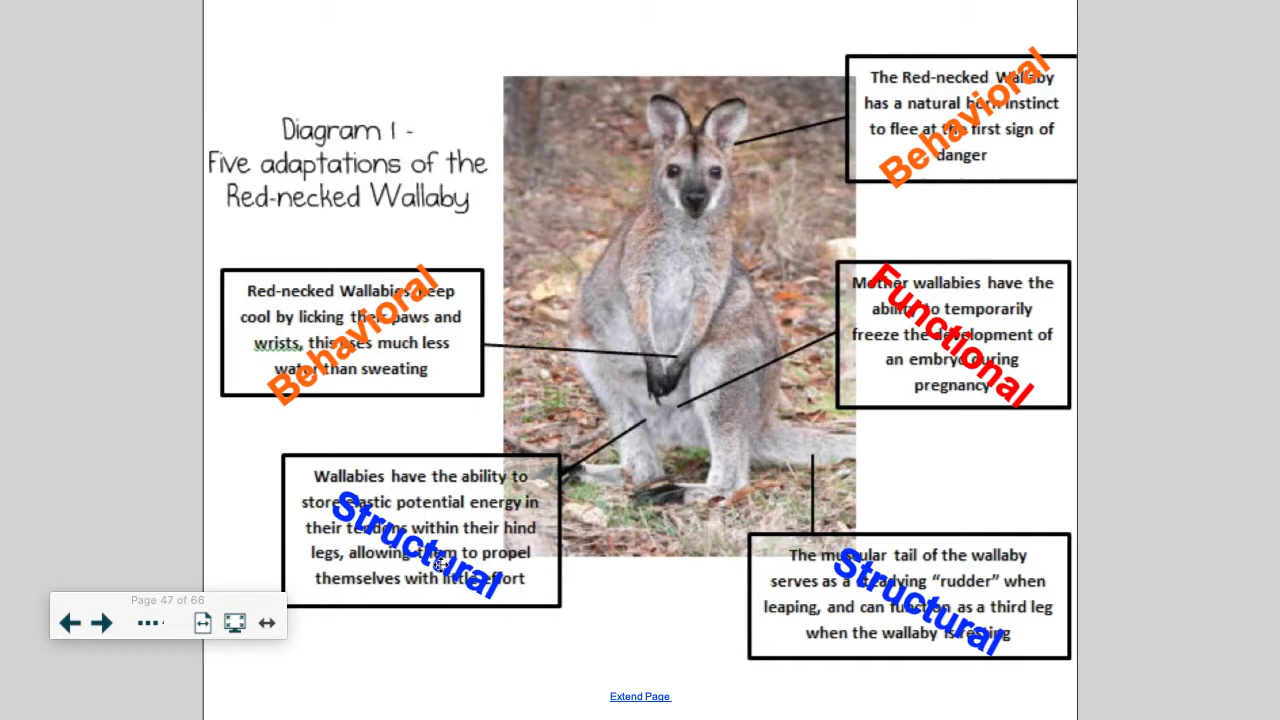 Diagram 1 -
Five adaptations of the
Red-necked Wallaby
The Red-necked Wallaby
has a natural born instinct
to flee at the first sign of
danger
Behavioral
Red-necked Wallabies keep
cool by licking their paws and
wrists, this uses much less
water than sweating
Behavioral
Mother wallabies have the
ability to temporarily
freeze the development of
an embryo during
pregnancy
Functional
Wallabies have the ability to
store elastic potential energy in
their tendons within their hind
legs, allowing them to propel
themselves with little effort
Structural
The muscular tail of the wallaby
serves as a steadying “rudder” when
leaping, and can function as a third leg
when the wallaby is resting
Structural
Page 47 of 66
Extend Page